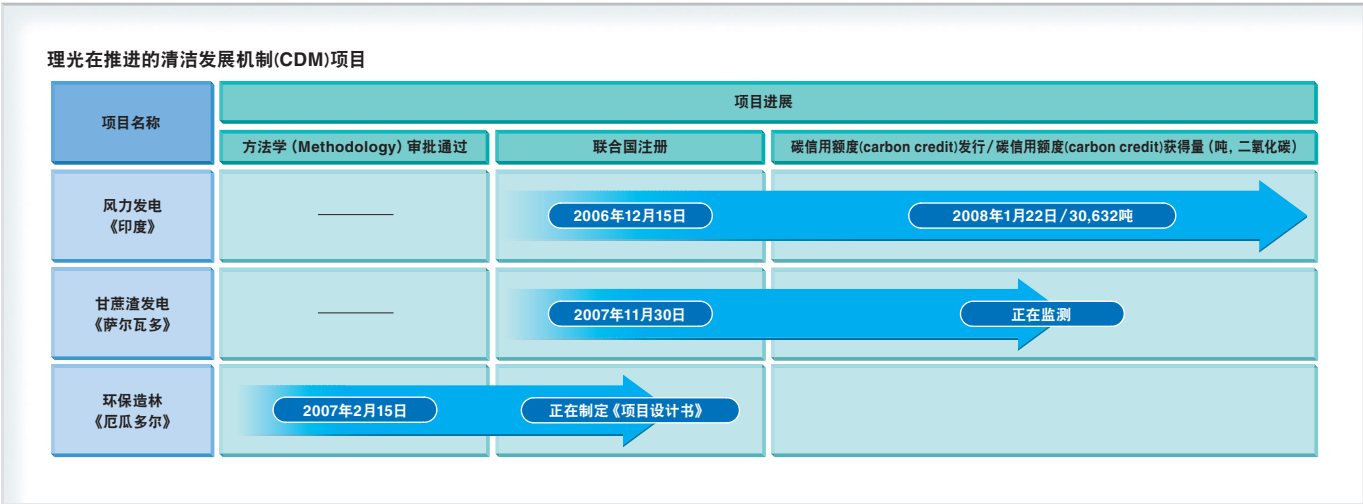 理光在推进的清洁发展机制(CDM)项目
项目名称
项目进展
方法学（Methodology）审批通过
联合国注册
碳信用额度(carbon credit)发行/碳信用额度(carbon credit)获得量（吨, 二氧化碳）
风力发电
《印度》
2006年12月15日
2008年1月22日/30,632吨
甘蔗渣发电
《萨尔瓦多》
2007年11月30日
正在监测
环保造林
《厄瓜多尔》
2007年2月15日
正在制定《项目设计书》